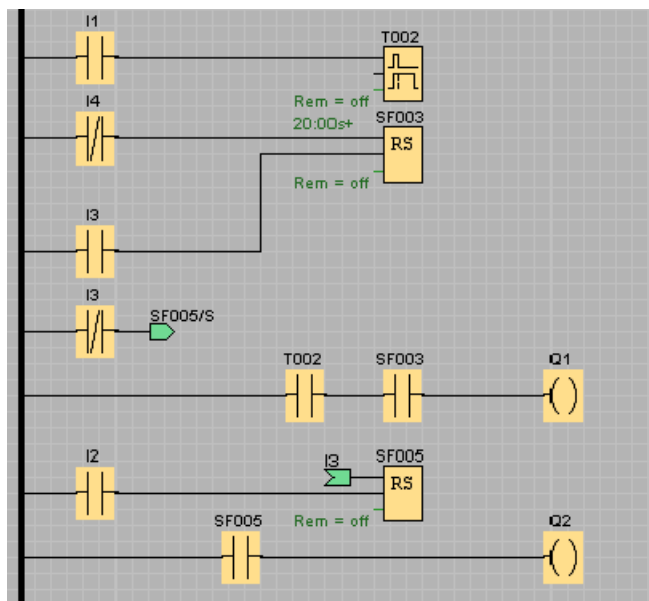 I1
T002
Rem = off
20:00s+
I4
SF003
RS
Rem = off
I3
I3
SF005/S
T002
SF003
Q1
I2
I3
SF005
RS
Rem = off
SF005
Q2